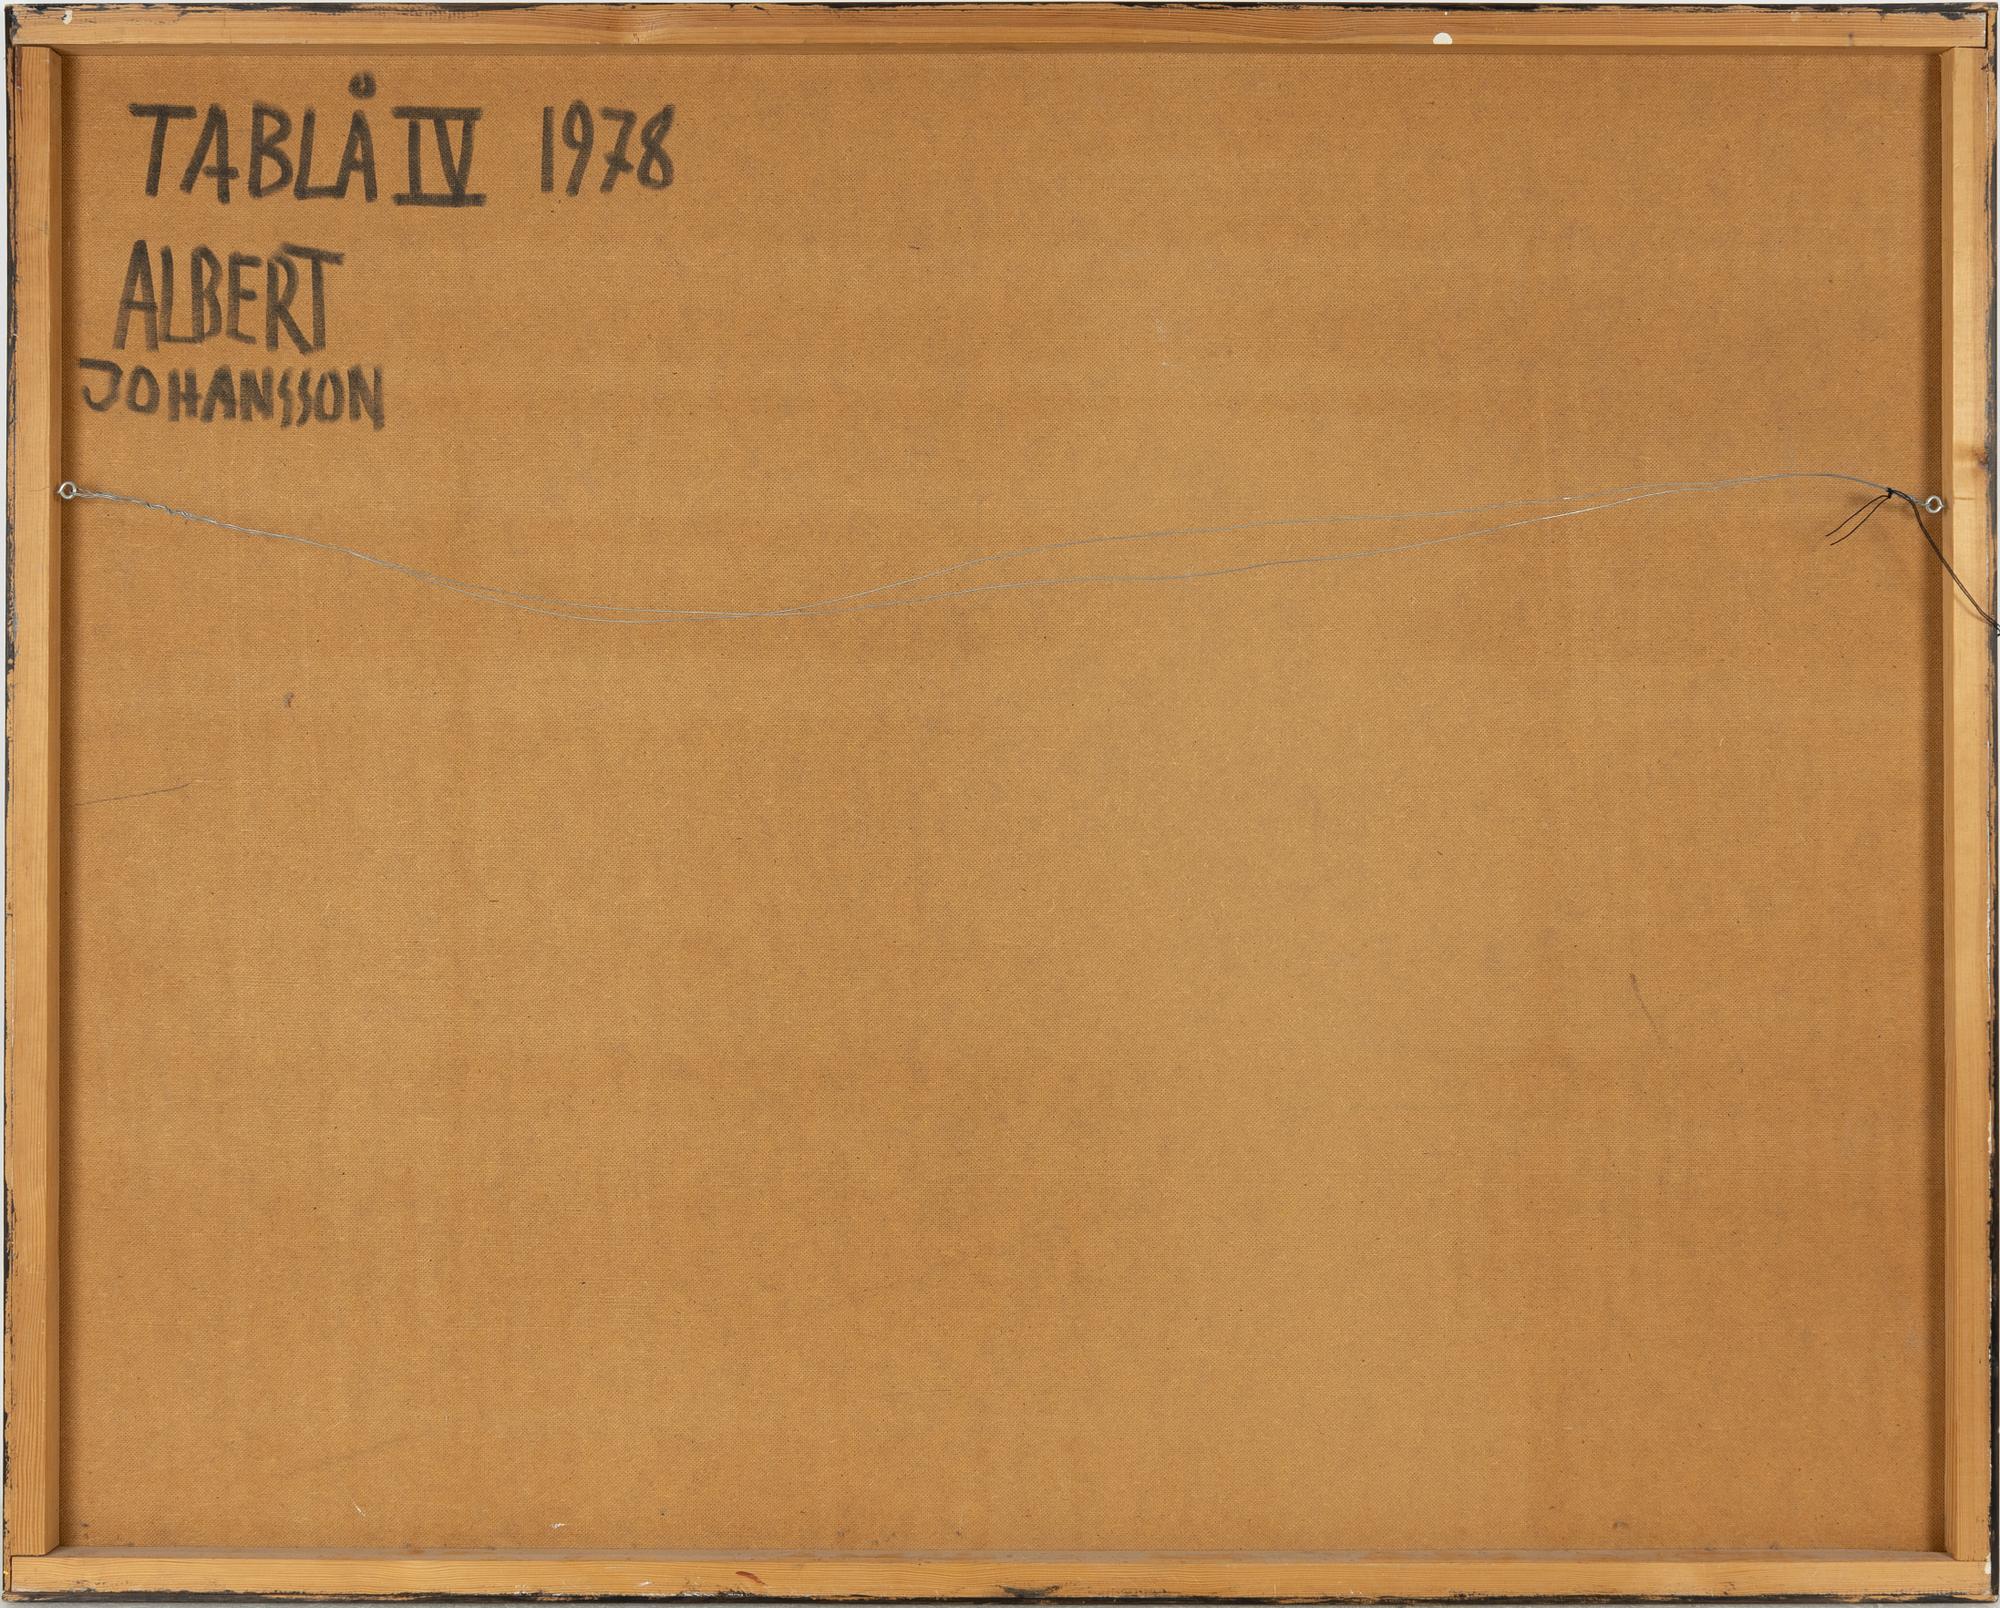 TABLÅ IV 1978
ALBERT
JOHANSSON